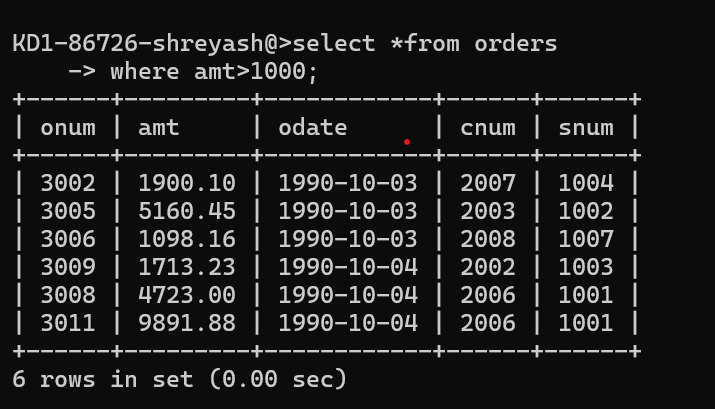 KD1-86726-shreyash@>select *from orders
    -> where amt>1000;
+------+---------+------------+------+------+
| onum | amt     | odate      | cnum | snum |
+------+---------+------------+------+------+
| 3002 | 1900.10 | 1990-10-03 | 2007 | 1004 |
| 3005 | 5160.45 | 1990-10-03 | 2003 | 1002 |
| 3006 | 1098.16 | 1990-10-03 | 2008 | 1007 |
| 3009 | 1713.23 | 1990-10-04 | 2002 | 1003 |
| 3008 | 4723.00 | 1990-10-04 | 2006 | 1001 |
| 3011 | 9891.88 | 1990-10-04 | 2006 | 1001 |
+------+---------+------------+------+------+
6 rows in set (0.00 sec)